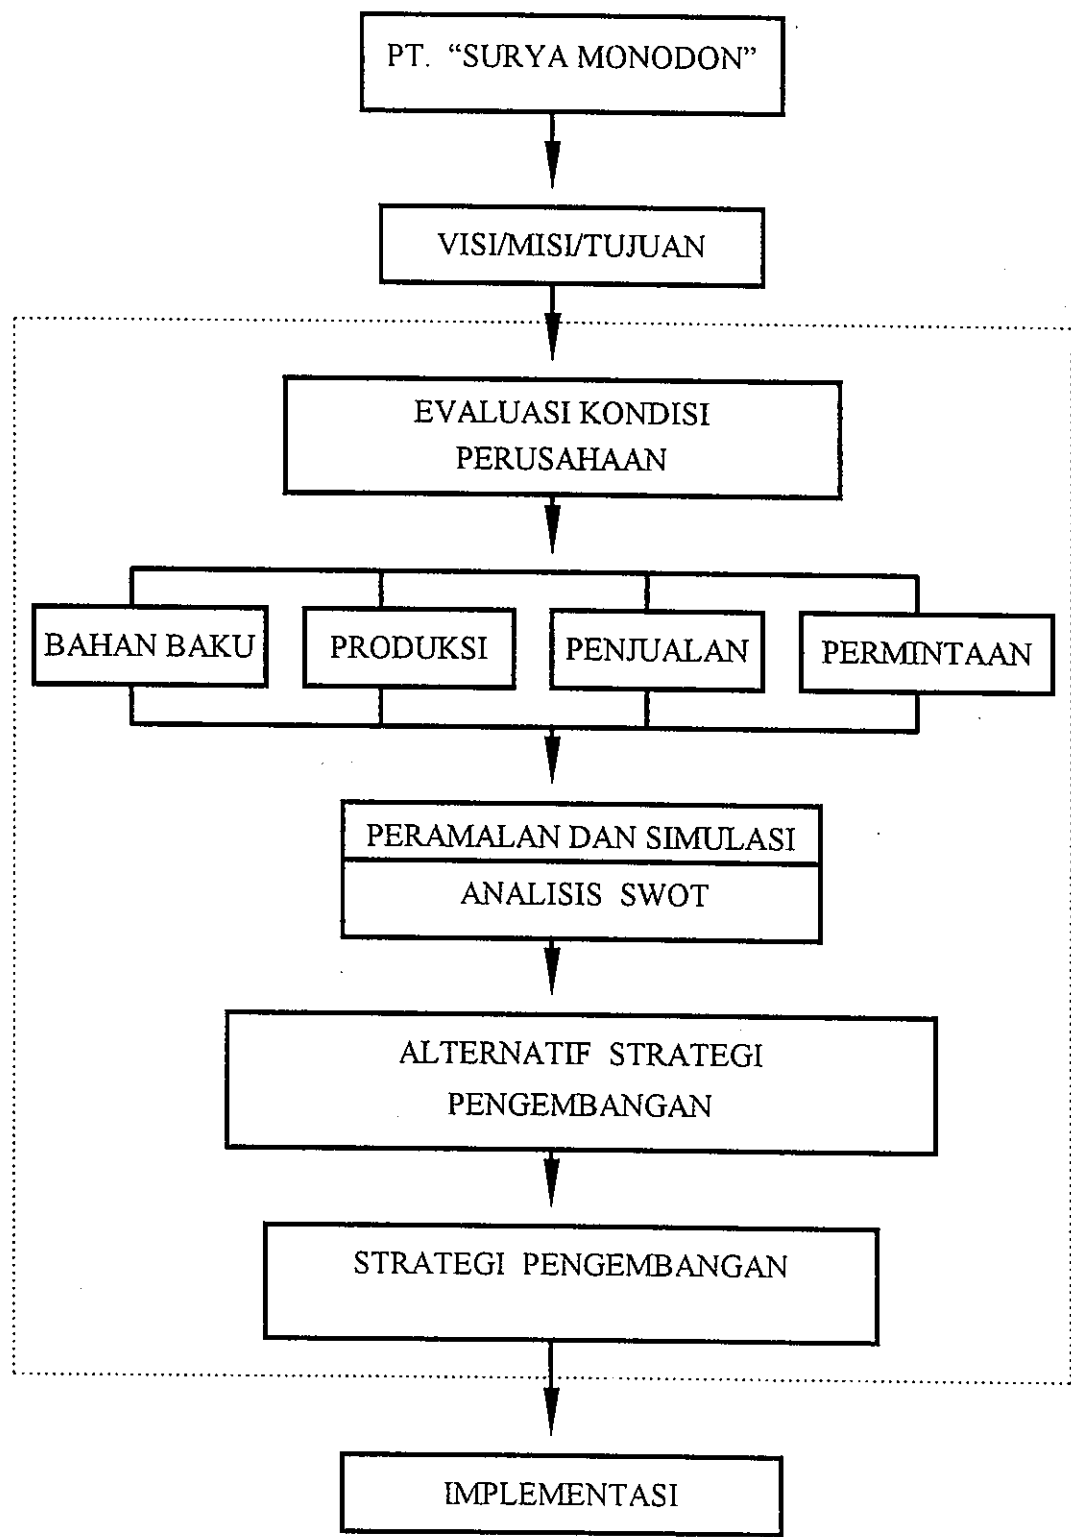 PT. “SURYA MONODON”
VISI/MISI/TUJUAN
EVALUASI KONDISI
PERUSAHAAN
BAHAN BAKU
PRODUKSI
PENJUALAN
PERMINTAAN
PERAMALAN DAN SIMULASI
ANALISIS SWOT
ALTERNATIF STRATEGI
PENGEMBANGAN
STRATEGI PENGEMBANGAN
IMPLEMENTASI